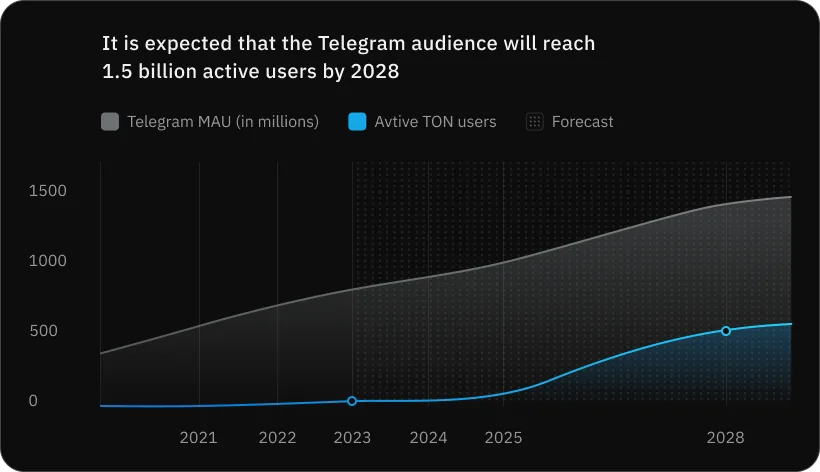 It is expected that the Telegram audience will reach
1.5 billion active users by 2028
Telegram MAU (in millions) Avtive TON users Forecast
1500
1000
500
0
2021 2022 2023 2024 2025 2028